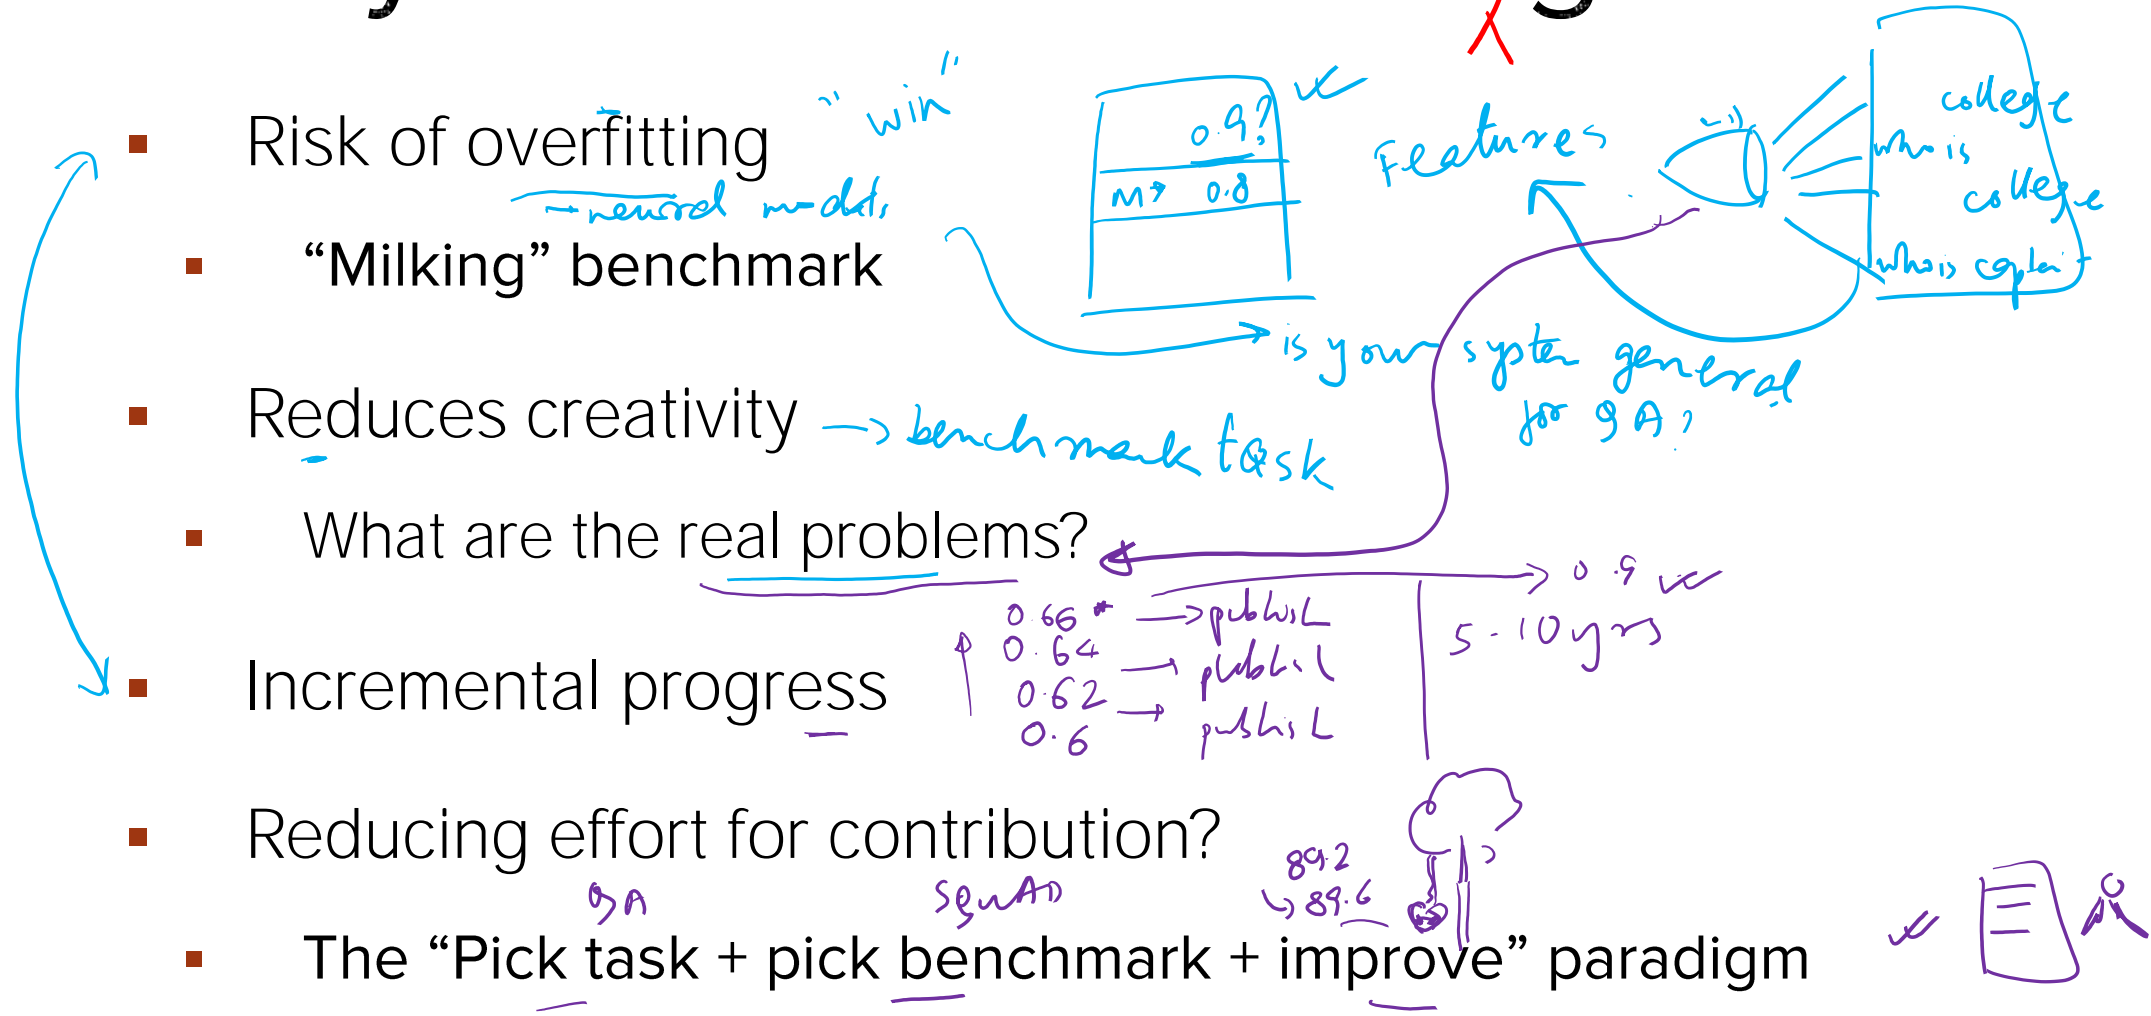 Risk of overfitting
"win"
→ neural models
"Milking" benchmark
0.9?
M → 0.8
Features
college
who is
college
who is captain
is your system general
for QA?
Reduces creativity → benchmark task
What are the real problems?
→ 0.9
5-10 yrs
Incremental progress
0.66 → publish
0.64 → publish
0.62 → publish
0.6
Reducing effort for contribution?
QA
SQuAD
89.2
↳ 89.6
The "Pick task + pick benchmark + improve" paradigm